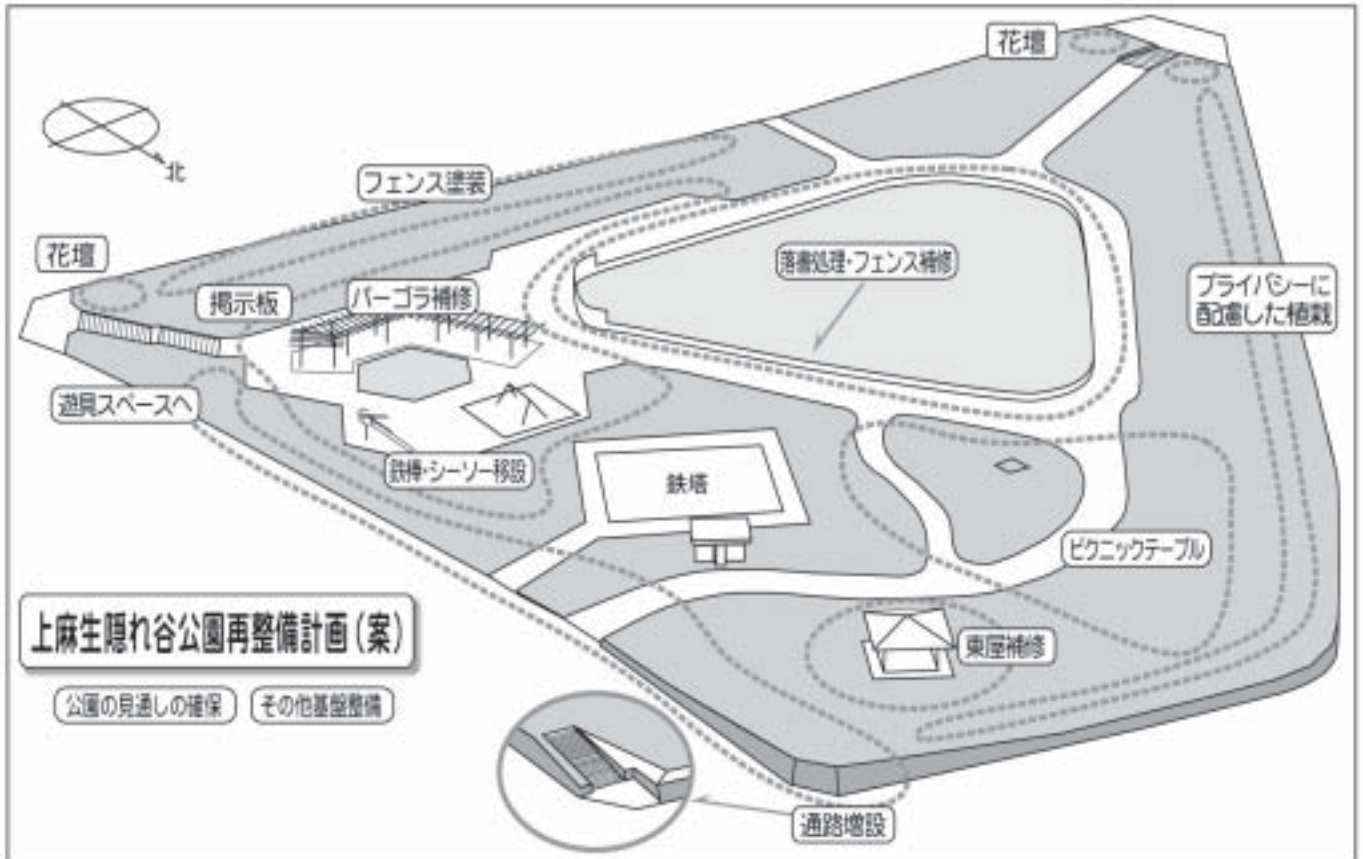 花壇
北
フェンス塗装
花壇
落書処理・フェンス補修
プライバシーに
配慮した植栽
掲示板
パーゴラ補修
遊具スペースへ
鉄棒・シーソー移設
鉄塔
ピクニックテーブル
上麻生隠れ谷公園再整備計画(案)
東屋補修
公園の見通しの確保
その他基盤整備
通路増設